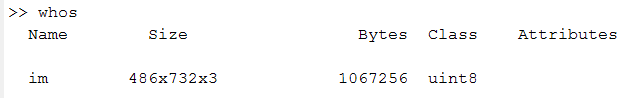 >> whos
Name Size Bytes Class Attributes
im 486x732x3 1067256 uint8